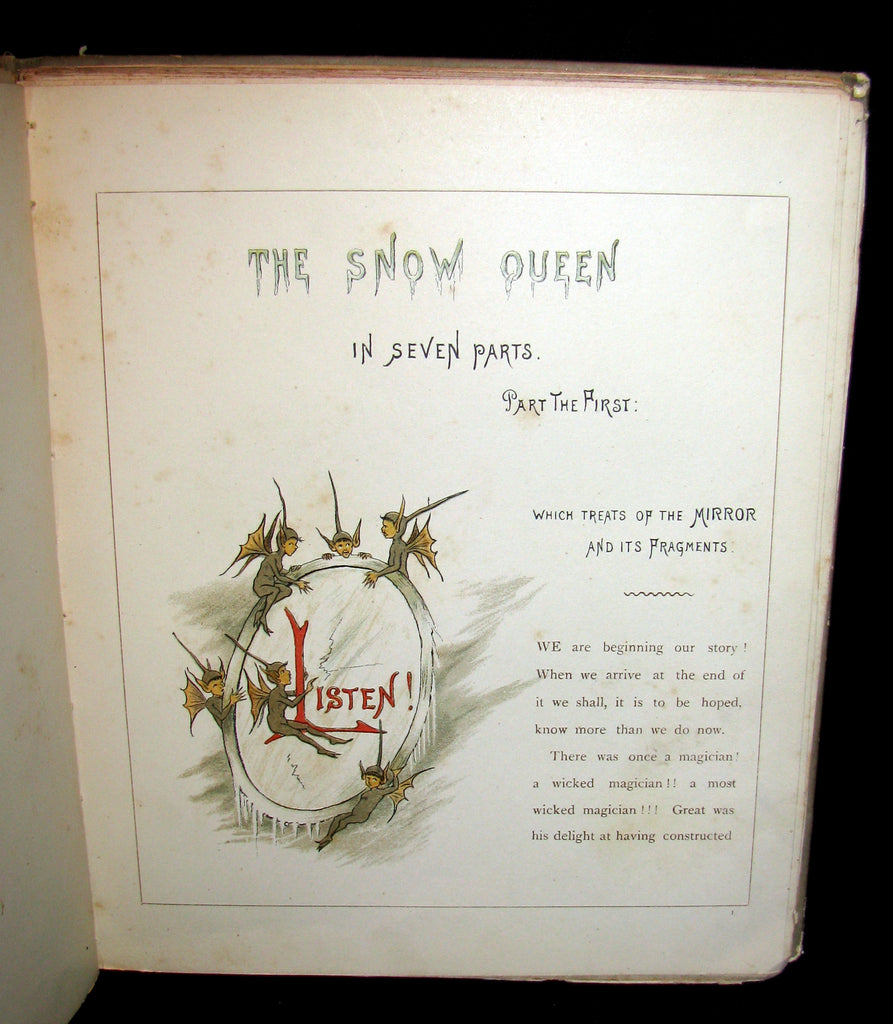 THE SNOW QUEEN
IN SEVEN PARTS.
PART THE FIRST:
WHICH TREATS OF THE MIRROR
AND ITS FRAGMENTS.
LISTEN!
WE are beginning our story!
When we arrive at the end of
it we shall, it is to be hoped,
know more than we do now.
There was once a magician!
a wicked magician!! a most
wicked magician!!! Great was
his delight at having constructed
1